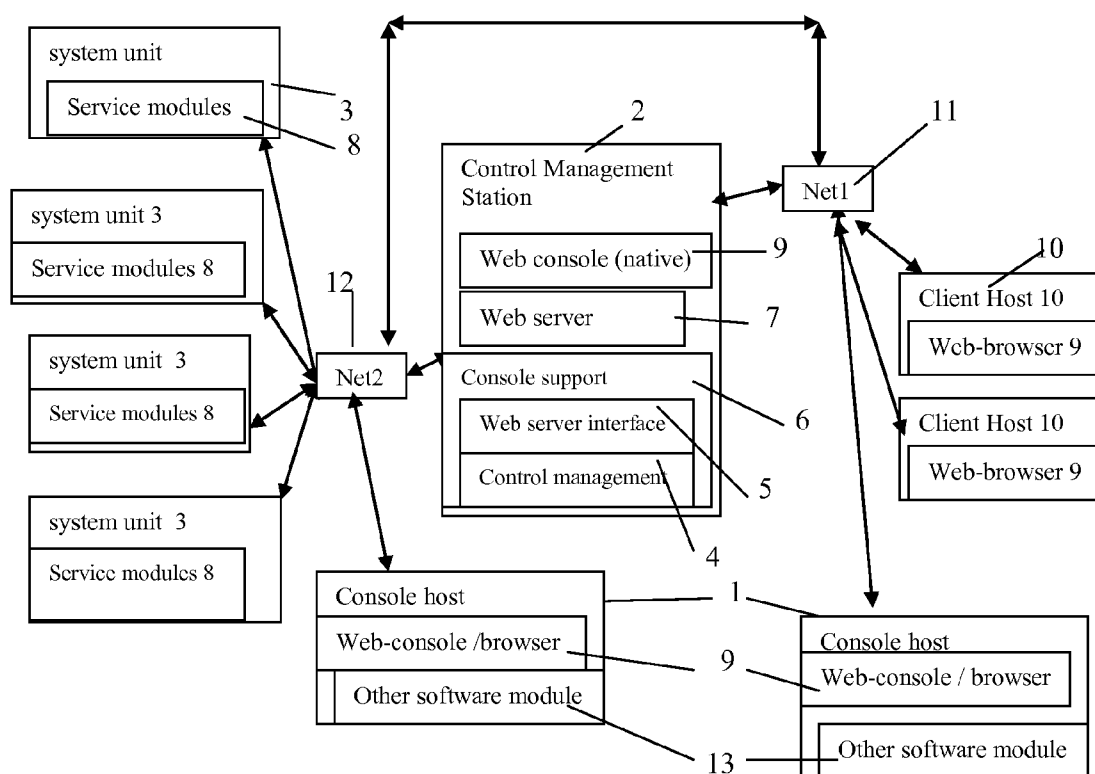 system unit
Service modules
3
8
system unit 3
Service modules 8
system unit 3
Service modules 8
system unit 3
Service modules 8
12
Net2
2
Control Management
Station
Web console (native)
9
Web server
7
Console support
6
Web server interface
5
Control management
4
11
Net1
10
Client Host 10
Web-browser 9
Client Host 10
Web-browser 9
Console host
Web-console /browser
Other software module
1
9
13
Console host
Web-console / browser
Other software module